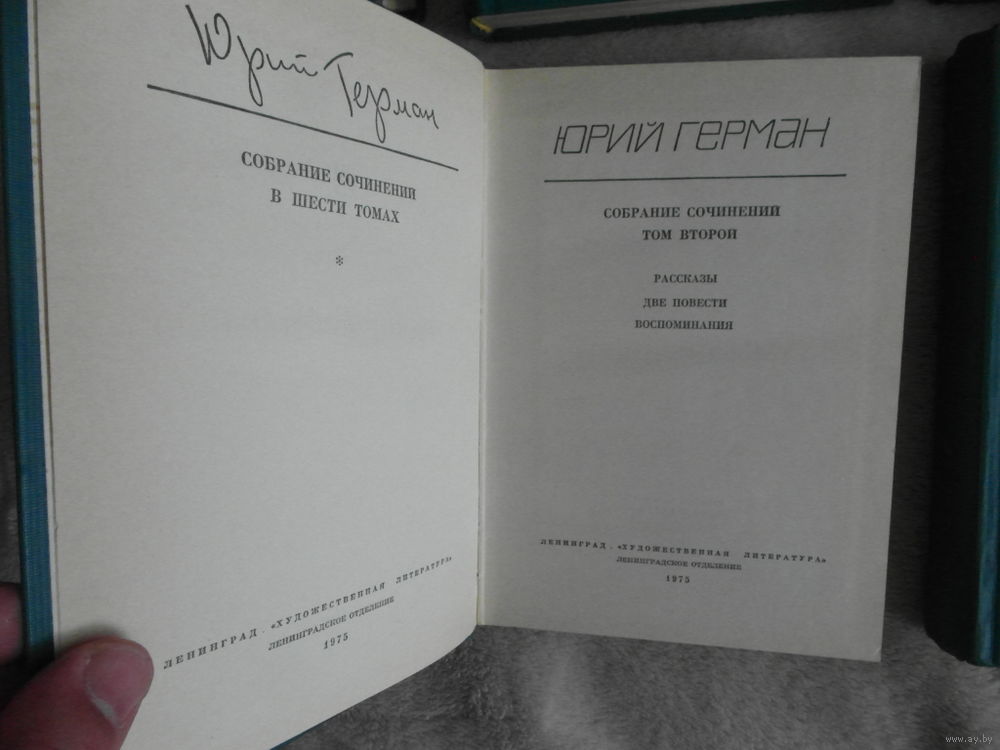 Юрий Герман
СОБРАНИЕ СОЧИНЕНИЙ
В ШЕСТИ ТОМАХ
*
ЛЕНИНГРАД . «ХУДОЖЕСТВЕННАЯ ЛИТЕРАТУРА»
ЛЕНИНГРАДСКОЕ ОТДЕЛЕНИЕ
1975
ЮРИЙ ГЕРМАН
СОБРАНИЕ СОЧИНЕНИЙ
ТОМ ВТОРОЙ
РАССКАЗЫ
ДВЕ ПОВЕСТИ
ВОСПОМИНАНИЯ
ЛЕНИНГРАД . «ХУДОЖЕСТВЕННАЯ ЛИТЕРАТУРА»
ЛЕНИНГРАДСКОЕ ОТДЕЛЕНИЕ
1975
www.ay.by